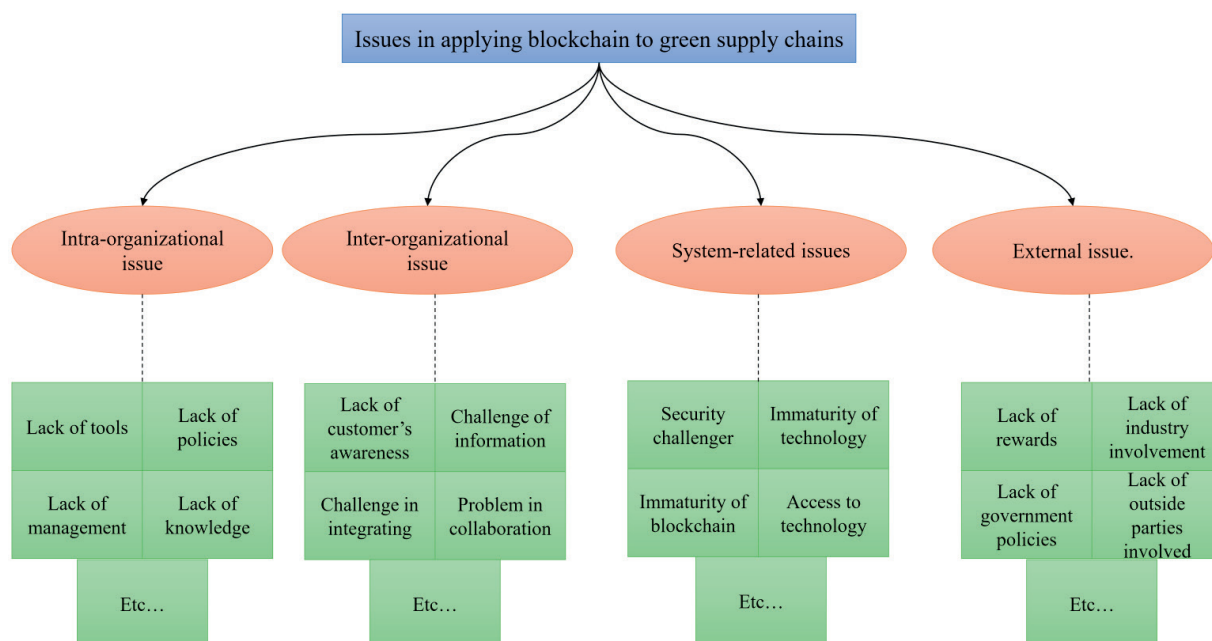 Issues in applying blockchain to green supply chains
Intra-organizational
issue
Inter-organizational
issue
System-related issues
External issue.
Lack of tools
Lack of
policies
Lack of
management
Lack of
knowledge
Etc…
Lack of
customer’s
awareness
Challenge of
information
Challenge in
integrating
Problem in
collaboration
Etc…
Security
challenger
Immaturity of
technology
Immaturity of
blockchain
Access to
technology
Etc…
Lack of
rewards
Lack of
industry
involvement
Lack of
government
policies
Lack of
outside
parties
involved
Etc…